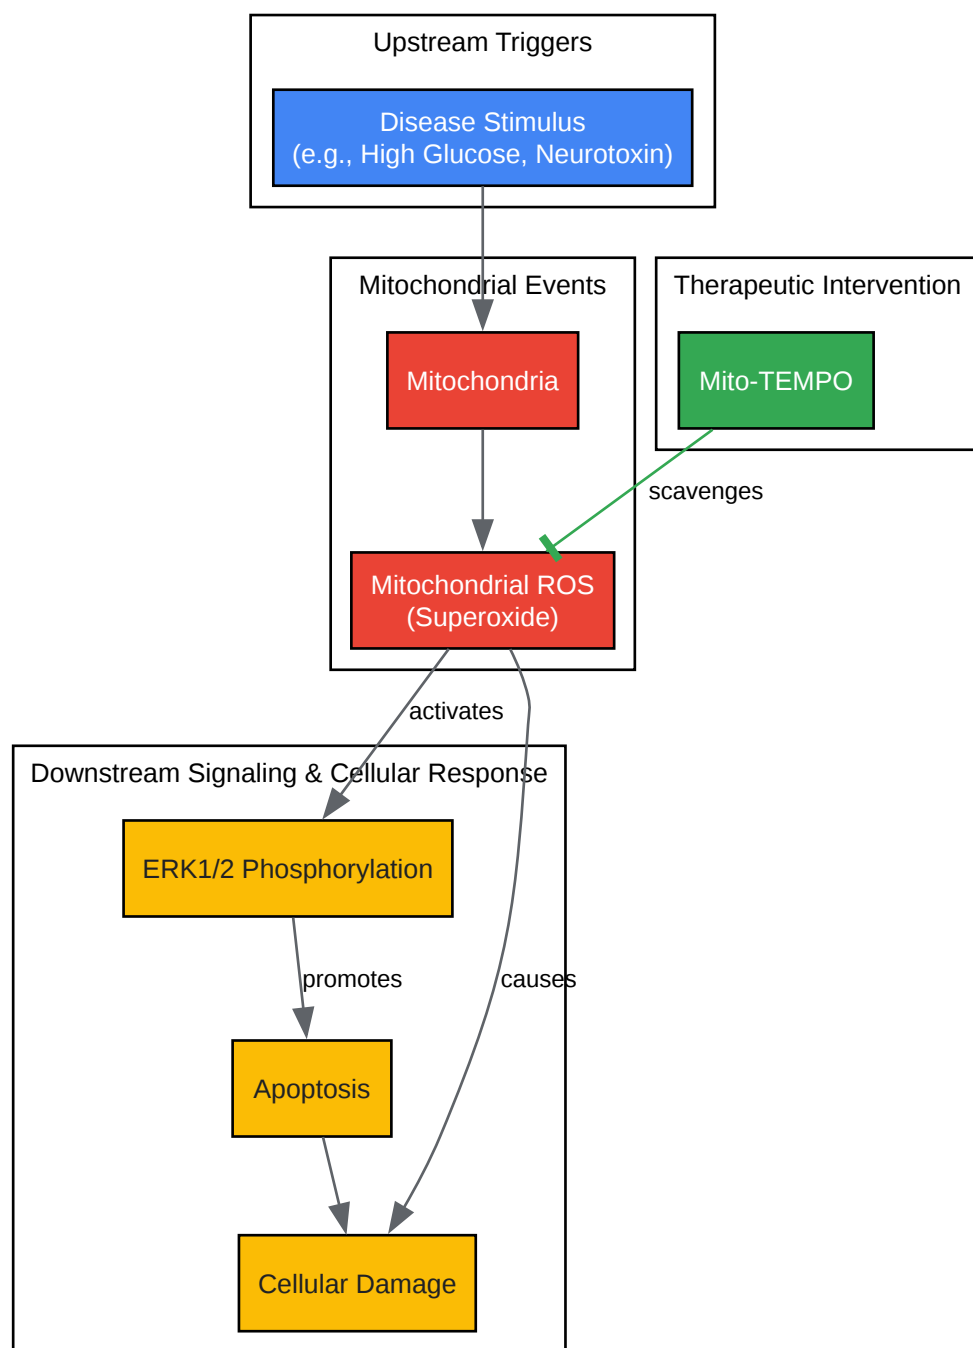 Upstream Triggers
Disease Stimulus
(e.g., High Glucose, Neurotoxin)
Mitochondrial Events
Therapeutic Intervention
Mitochondria
Mito-TEMPO
scavenges
Mitochondrial ROS
(Superoxide)
activates
Downstream Signaling & Cellular Response
ERK1/2 Phosphorylation
promotes
causes
Apoptosis
Cellular Damage